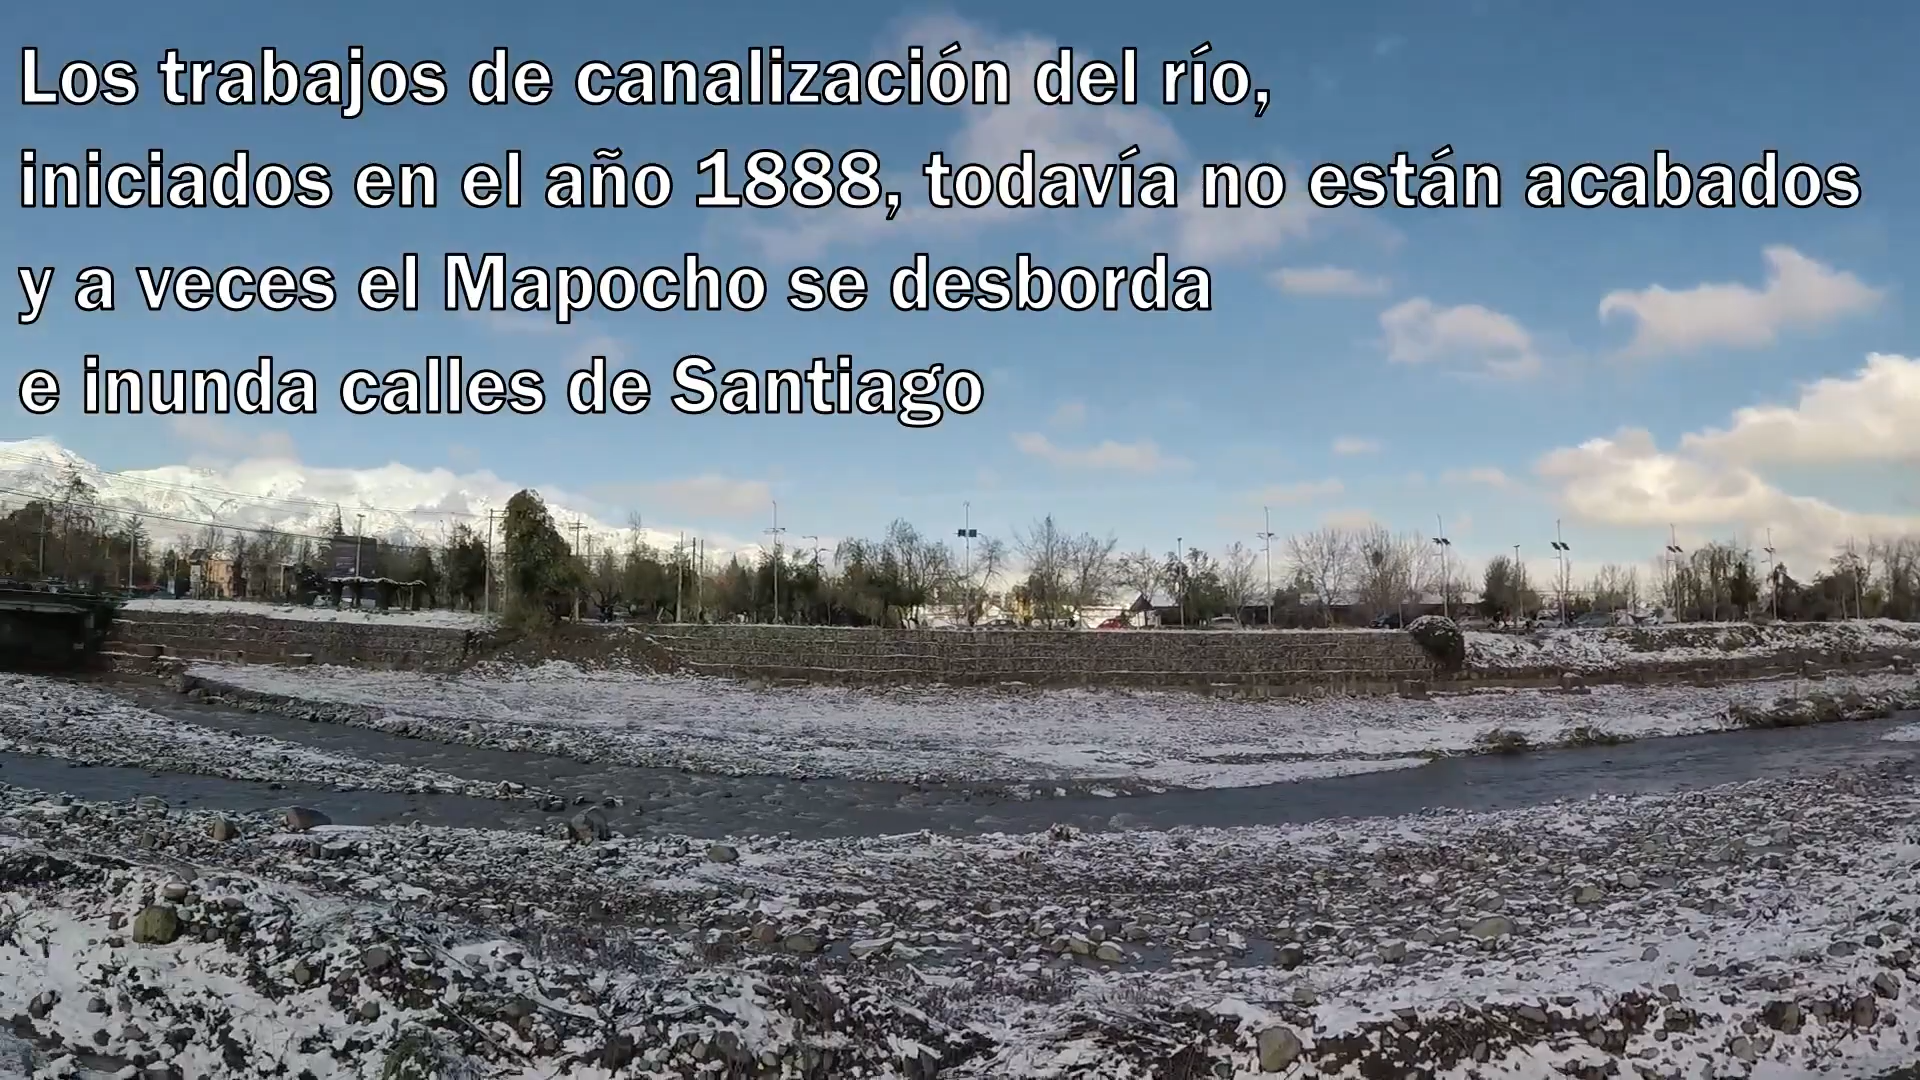 Los trabajos de canalización del río,
iniciados en el año 1888, todavía no están acabados
y a veces el Mapocho se desborda
e inunda calles de Santiago